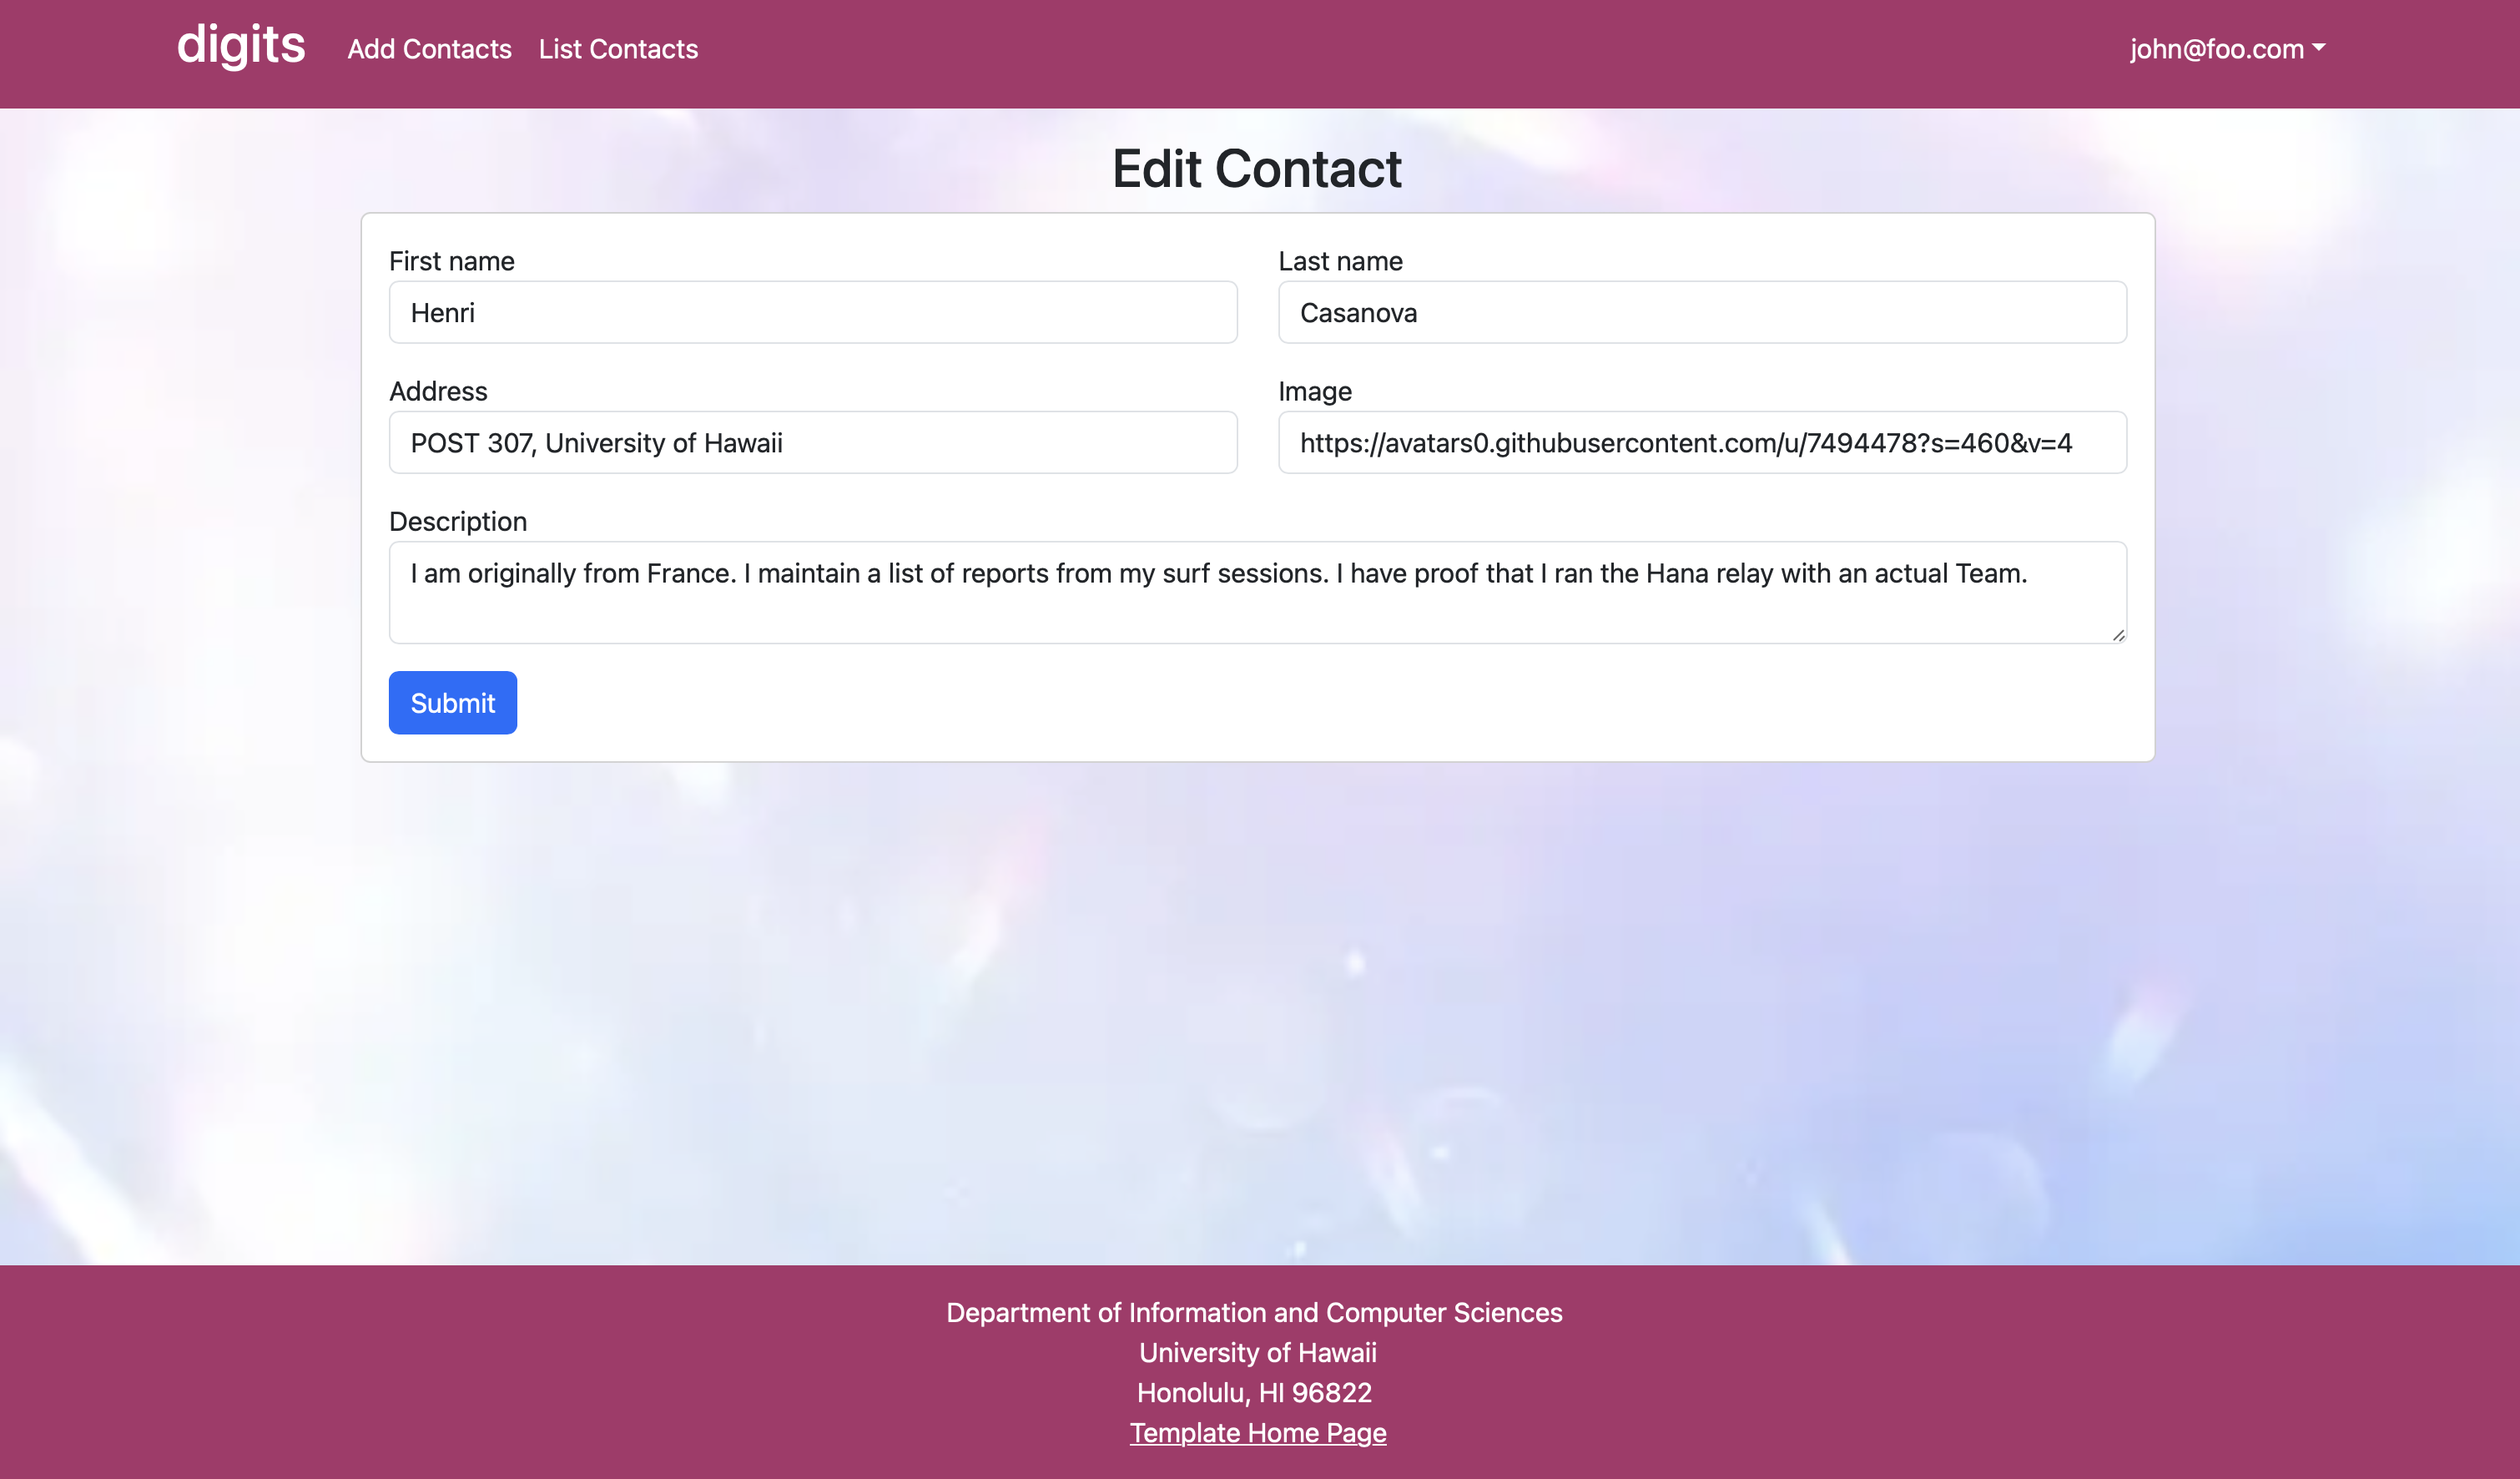 digits
Add Contacts
List Contacts
john@foo.com
Edit Contact
First name
Henri
Last name
Casanova
Address
POST 307, University of Hawaii
Image
https://avatars0.githubusercontent.com/u/7494478?s=460&v=4
Description
I am originally from France. I maintain a list of reports from my surf sessions. I have proof that I ran the Hana relay with an actual Team.
Submit
Department of Information and Computer Sciences
University of Hawaii
Honolulu, HI 96822
Template Home Page